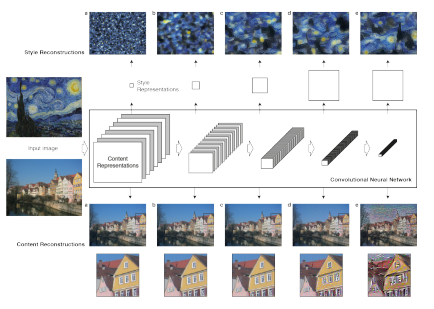 a b c d e
Style Reconstructions
Style
Representations
Input image
Content
Representations
Convolutional Neural Network
a b c d e
Content Reconstructions